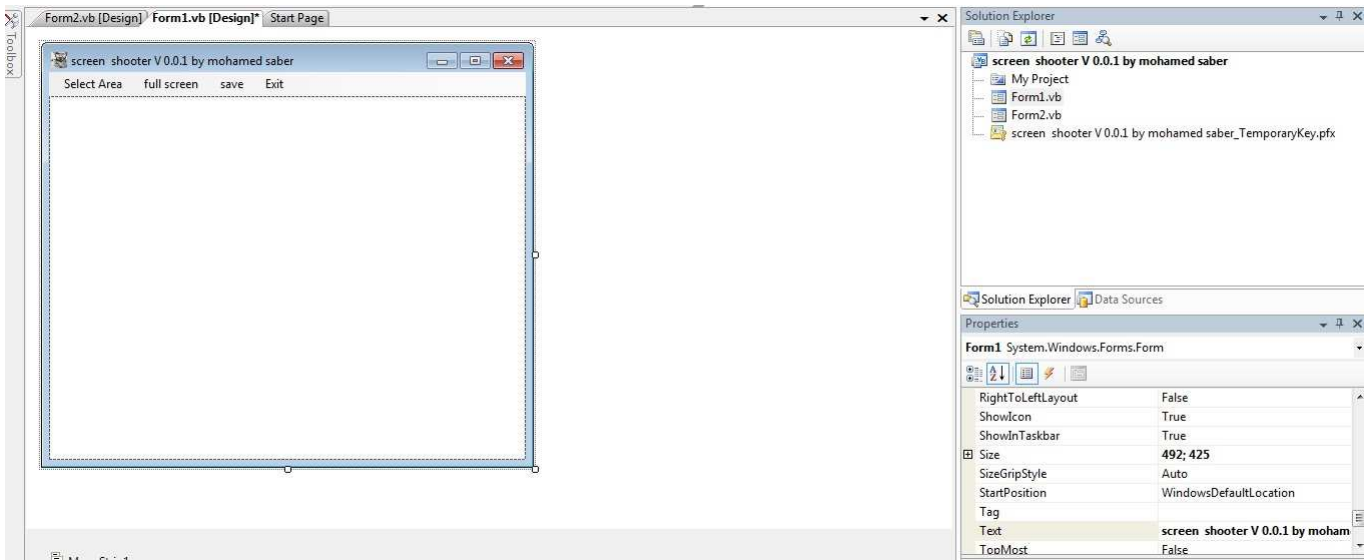 Toolbox
Form2.vb [Design] Form1.vb [Design]* Start Page
screen shooter V 0.0.1 by mohamed saber
Select Area full screen save Exit
Solution Explorer
screen shooter V 0.0.1 by mohamed saber
My Project
Form1.vb
Form2.vb
screen shooter V 0.0.1 by mohamed saber_TemporaryKey.pfx
Solution Explorer Data Sources
Properties
Form1 System.Windows.Forms.Form
RightToLeftLayout False
ShowIcon True
ShowInTaskbar True
Size 492; 425
SizeGripStyle Auto
StartPosition WindowsDefaultLocation
Tag
Text screen shooter V 0.0.1 by moham
TopMost False